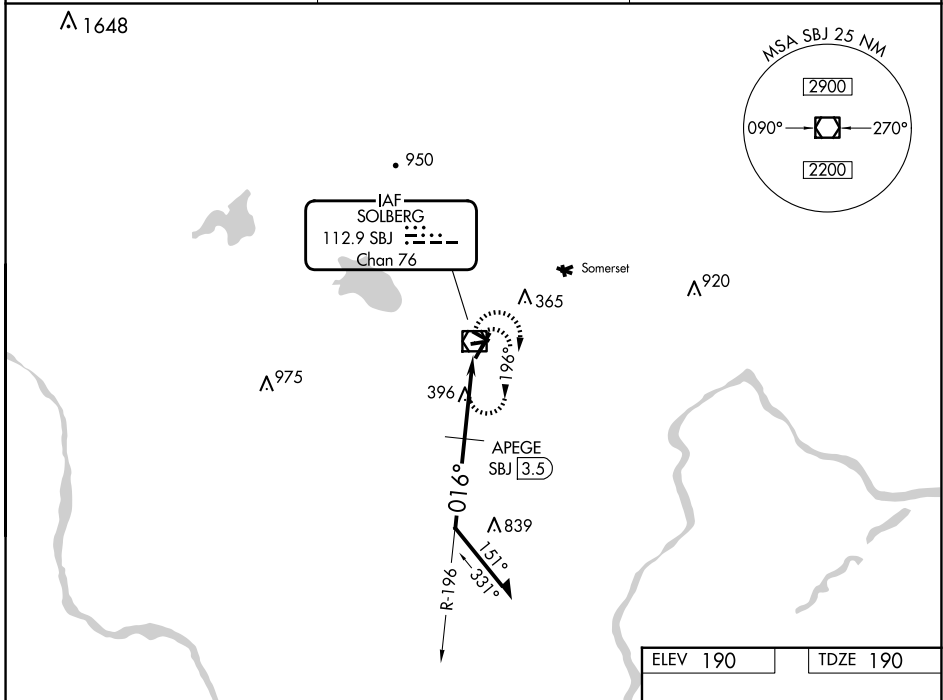 1648
MSA SBJ 25 NM
2900
090°
270°
2200
950
IAF
SOLBERG
112.9 SBJ
Chan 76
Somerset
365
920
196°
975
396
APEGE
SBJ 3.5
016°
839
151°
331°
R-196
ELEV 190
TDZE 190